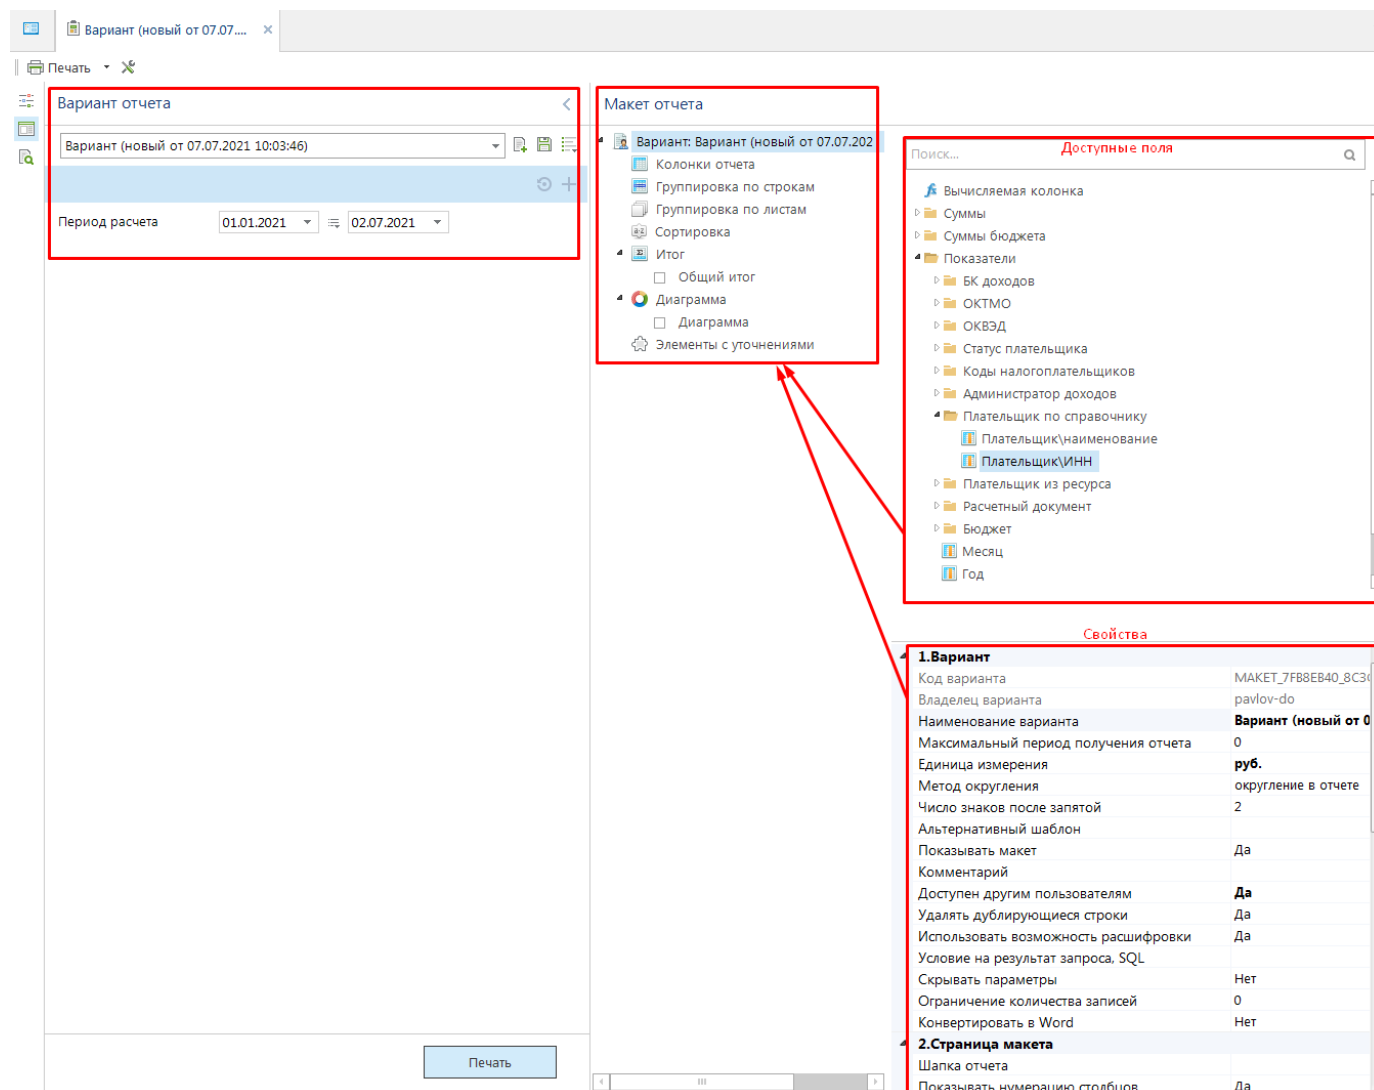 Вариант (новый от 07.07....
Печать
Вариант отчета
Вариант (новый от 07.07.2021 10:03:46)
Период расчета 01.01.2021 02.07.2021
Печать
Макет отчета
Вариант: Вариант (новый от 07.07.202
Колонки отчета
Группировка по строкам
Группировка по листам
Сортировка
Итог
Общий итог
Диаграмма
Диаграмма
Элементы с уточнениями
Поиск... Доступные поля
Вычисляемая колонка
Суммы
Суммы бюджета
Показатели
БК доходов
ОКТМО
ОКВЭД
Статус плательщика
Коды налогоплательщиков
Администратор доходов
Плательщик по справочнику
Плательщик\наименование
Плательщик\ИНН
Плательщик из ресурса
Расчетный документ
Бюджет
Месяц
Год
Свойства
1.Вариант
Код варианта MAKET_7FB8EB40_8C3
Владелец варианта pavlov-do
Наименование варианта Вариант (новый от 0
Максимальный период получения отчета 0
Единица измерения руб.
Метод округления округление в отчете
Число знаков после запятой 2
Альтернативный шаблон
Показывать макет Да
Комментарий
Доступен другим пользователям Да
Удалять дублирующиеся строки Да
Использовать возможность расшифровки Да
Условие на результат запроса, SQL
Скрывать параметры Нет
Ограничение количества записей 0
Конвертировать в Word Нет
2.Страница макета
Шапка отчета
Показывать нумерацию столбцов Да